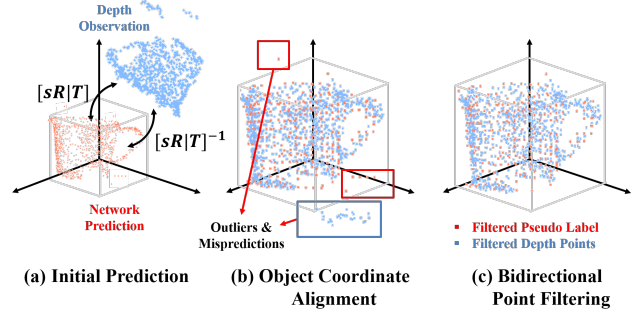 Depth
Observation
[sR|T]
[sR|T]⁻¹
Network
Prediction
Outliers &
Mispredictions
Filtered Pseudo Label
Filtered Depth Points
(a) Initial Prediction
(b) Object Coordinate
Alignment
(c) Bidirectional
Point Filtering